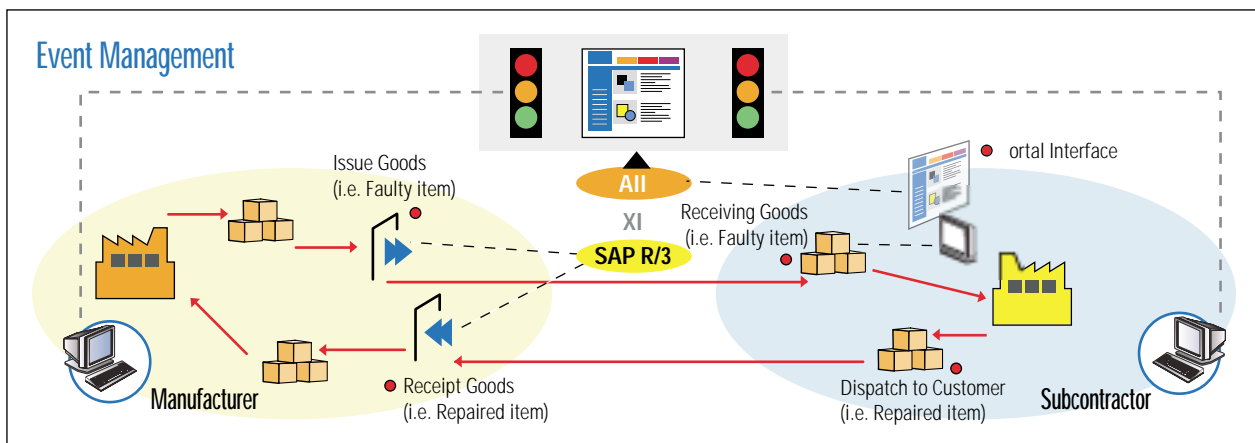 Event Management
Issue Goods
(i.e. Faulty item)
ortal Interface
AII
XI
Receiving Goods
(i.e. Faulty item)
SAP R/3
Receipt Goods
(i.e. Repaired item)
Manufacturer
Dispatch to Customer
(i.e. Repaired item)
Subcontractor